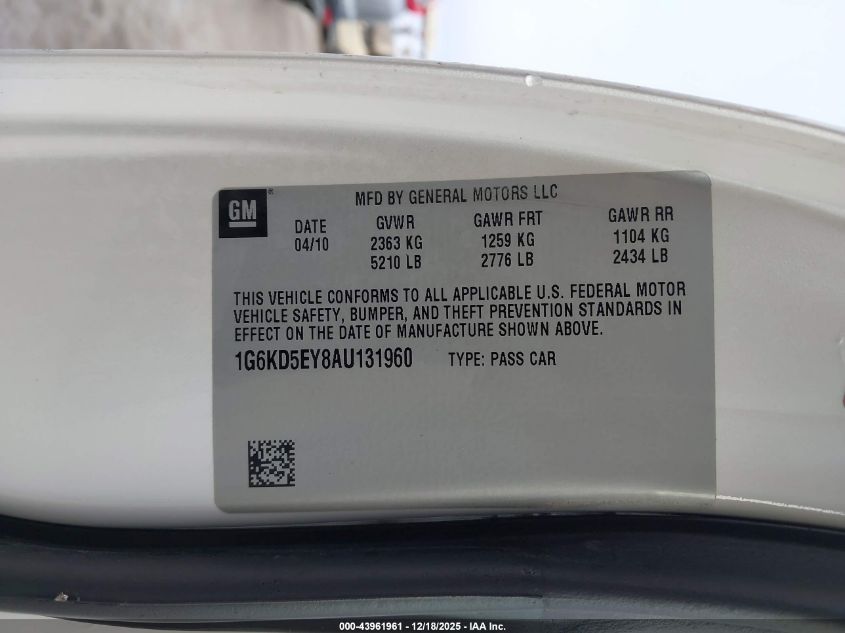 GM ®
MFD BY GENERAL MOTORS LLC
DATE GVWR GAWR FRT GAWR RR
04/10 2363 KG 1259 KG 1104 KG
5210 LB 2776 LB 2434 LB
THIS VEHICLE CONFORMS TO ALL APPLICABLE U.S. FEDERAL MOTOR
VEHICLE SAFETY, BUMPER, AND THEFT PREVENTION STANDARDS IN
EFFECT ON THE DATE OF MANUFACTURE SHOWN ABOVE.
1G6KD5EY8AU131960 TYPE: PASS CAR
000-43961961 - 12/18/2025 - IAA Inc.